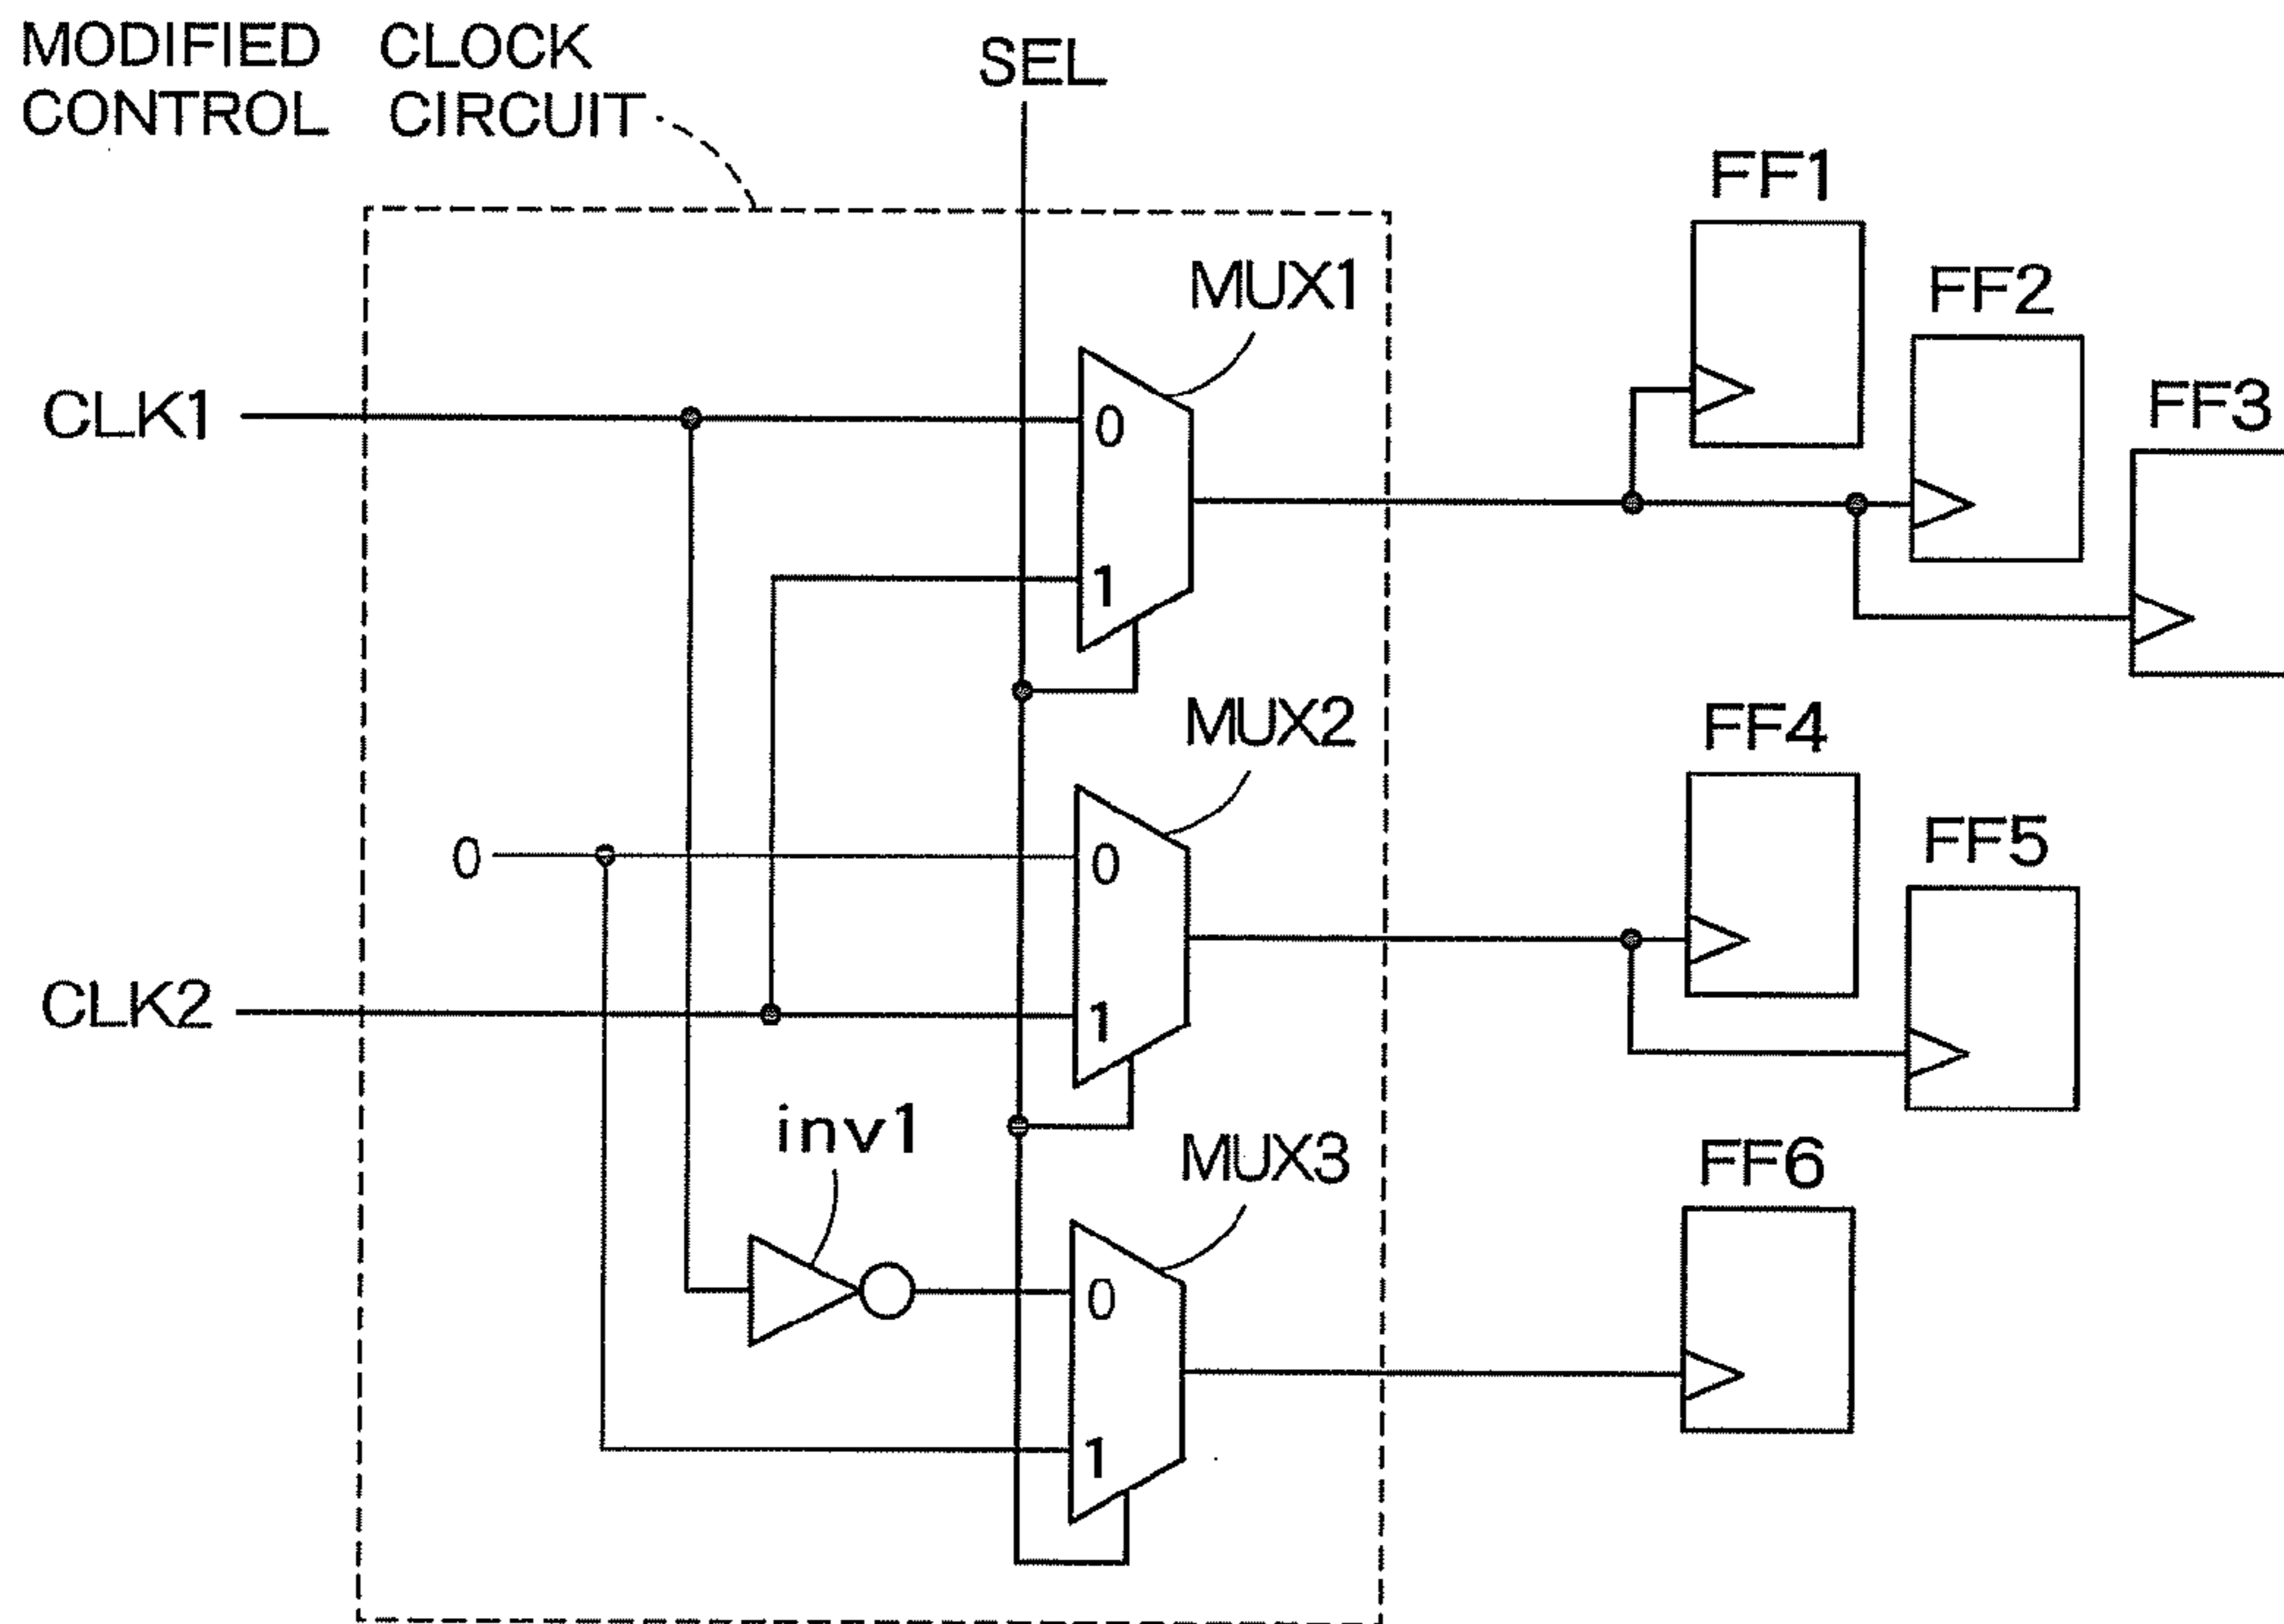 MODIFIED CLOCK
CONTROL CIRCUIT
SEL
FF1
MUX1
FF2
FF3
CLK1
0
1
MUX2
FF4
0
0
FF5
CLK2
1
inv1
MUX3
FF6
0
1